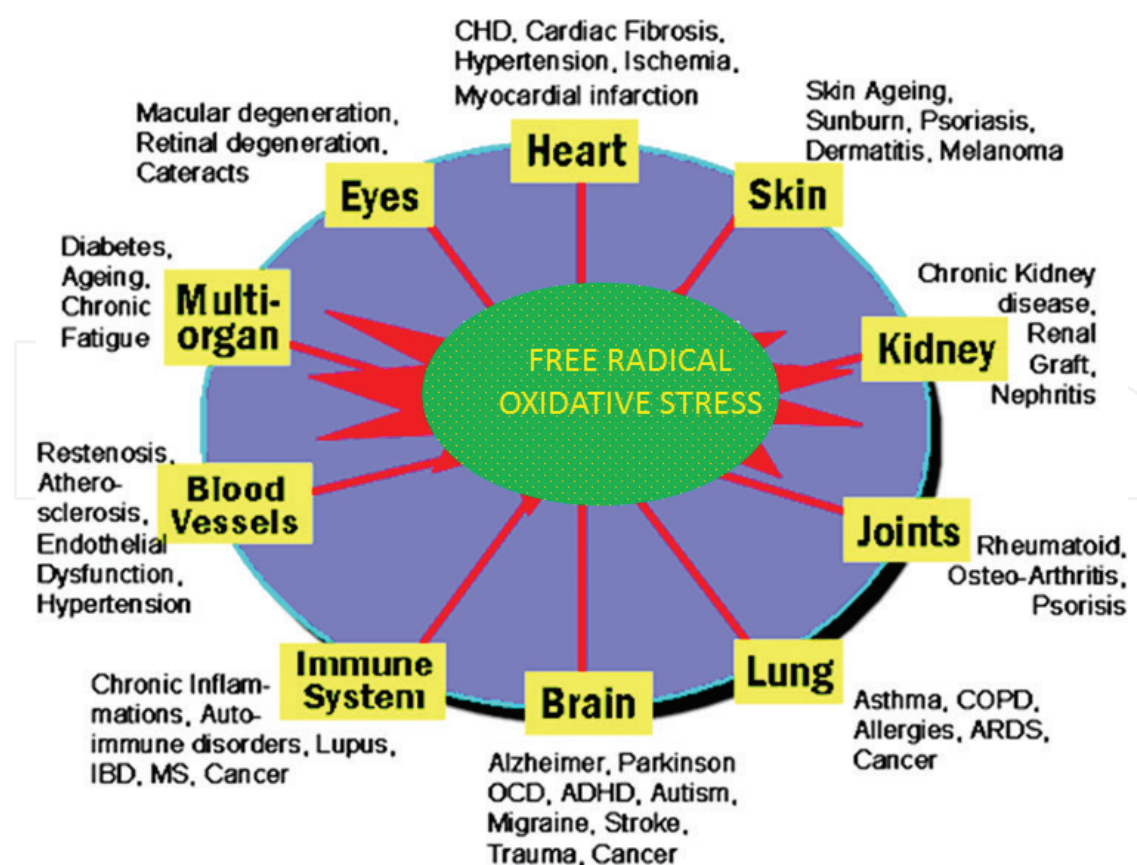 CHD, Cardiac Fibrosis,
Hypertension, Ischemia,
Myocardial infarction
Heart
Skin Ageing,
Sunburn, Psoriasis,
Dermatitis, Melanoma
Skin
Chronic Kidney
disease,
Renal
Graft,
Nephritis
Kidney
Joints
Rheumatoid,
Osteo-Arthritis,
Psorisis
Lung
Asthma, COPD,
Allergies, ARDS,
Cancer
Brain
Alzheimer, Parkinson
OCD, ADHD, Autism,
Migraine, Stroke,
Trauma, Cancer
Immune
System
Chronic Inflam-
mations, Auto-
immune disorders, Lupus,
IBD, MS, Cancer
Blood
Vessels
Restenosis,
Athero-
sclerosis,
Endothelial
Dysfunction,
Hypertension
Multi-
organ
Diabetes,
Ageing,
Chronic
Fatigue
Eyes
Macular degeneration,
Retinal degeneration,
Cateracts
FREE RADICAL
OXIDATIVE STRESS